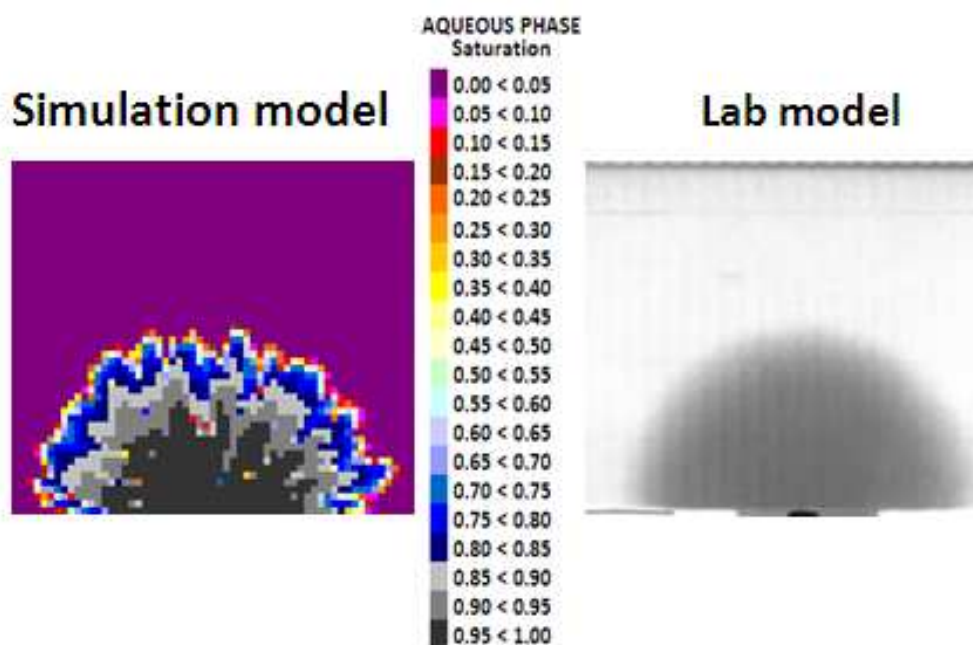 AQUEOUS PHASE
Saturation
Simulation model
Lab model
0.00 < 0.05
0.05 < 0.10
0.10 < 0.15
0.15 < 0.20
0.20 < 0.25
0.25 < 0.30
0.30 < 0.35
0.35 < 0.40
0.40 < 0.45
0.45 < 0.50
0.50 < 0.55
0.55 < 0.60
0.60 < 0.65
0.65 < 0.70
0.70 < 0.75
0.75 < 0.80
0.80 < 0.85
0.85 < 0.90
0.90 < 0.95
0.95 < 1.00